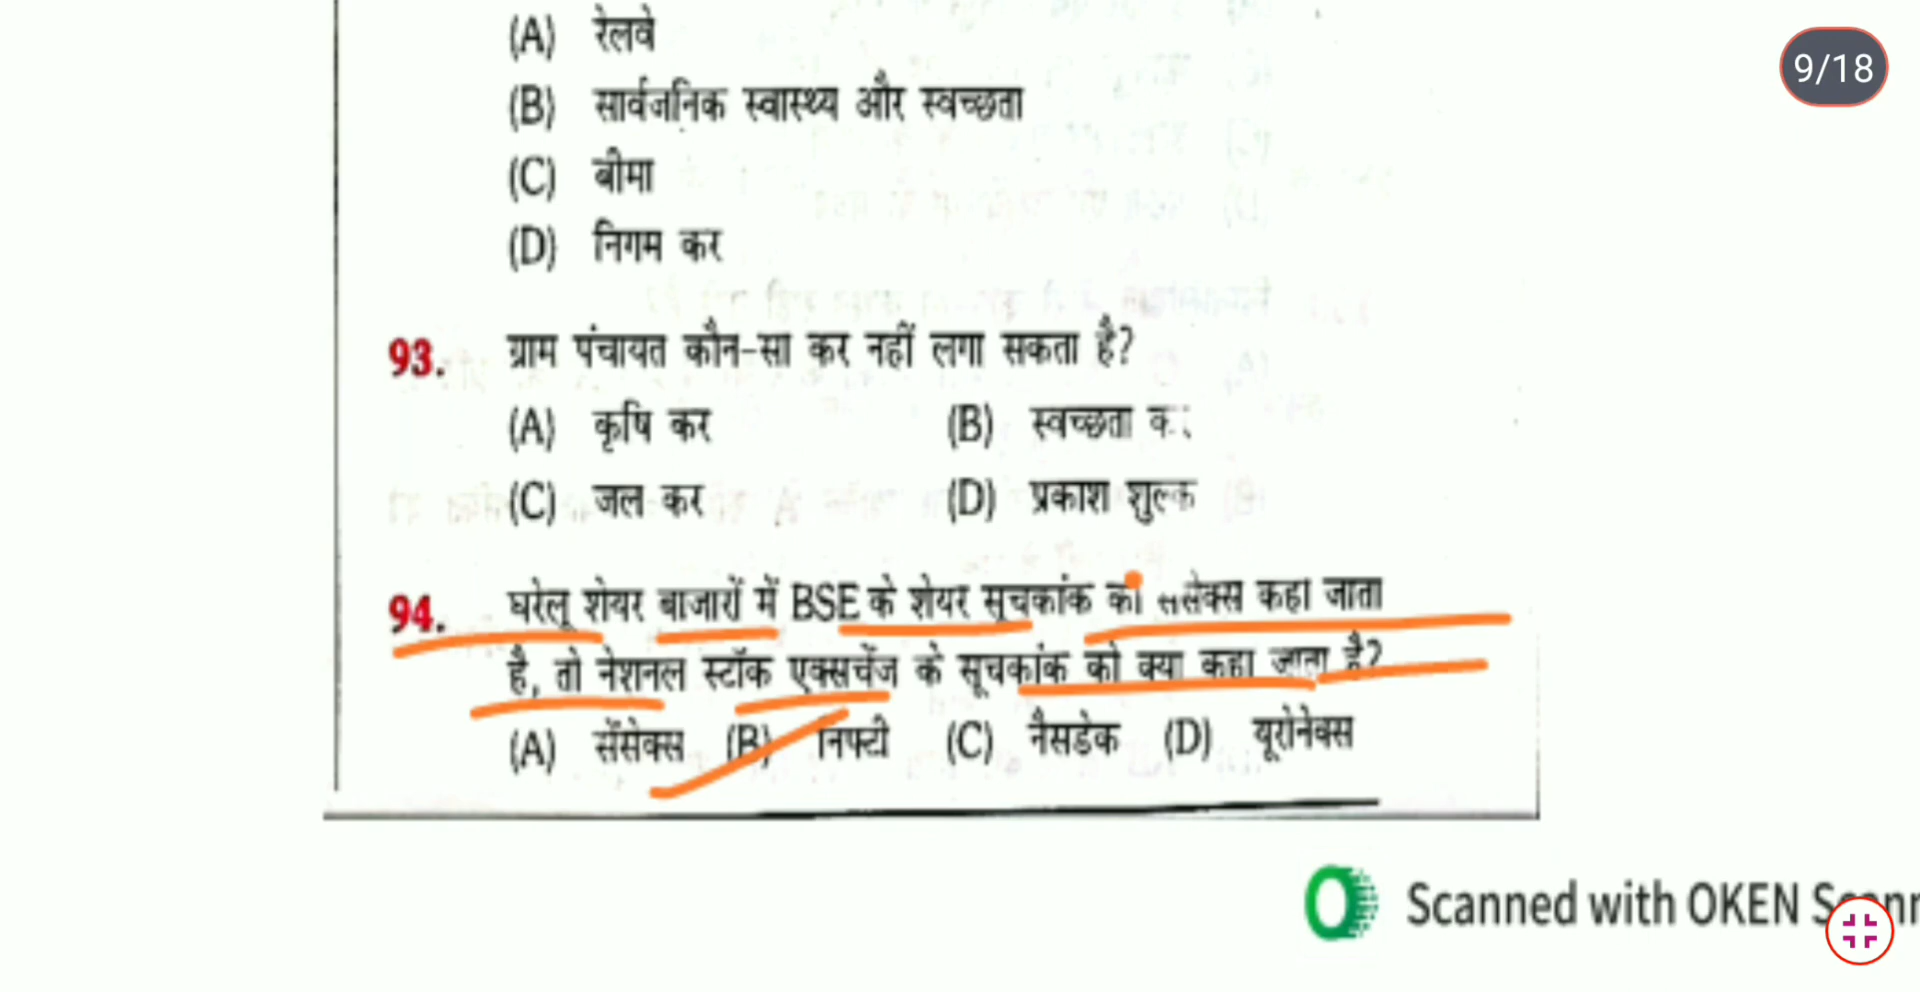 (A) रेलवे
9/18
(B) सार्वजनिक स्वास्थ्य और स्वच्छता
(C) बीमा
(D) निगम कर
93. ग्राम पंचायत कौन-सा कर नहीं लगा सकता है?
(A) कृषि कर (B) स्वच्छता कर
(C) जल कर (D) प्रकाश शुल्क
94. घरेलू शेयर बाजारों में BSE के शेयर सूचकांक को सेंसेक्स कहा जाता
है, तो नेशनल स्टॉक एक्सचेंज के सूचकांक को क्या कहा जाता है?
(A) सेंसेक्स (B) निफ्टी (C) नैसडेक (D) यूरोनेक्स
Scanned with OKEN